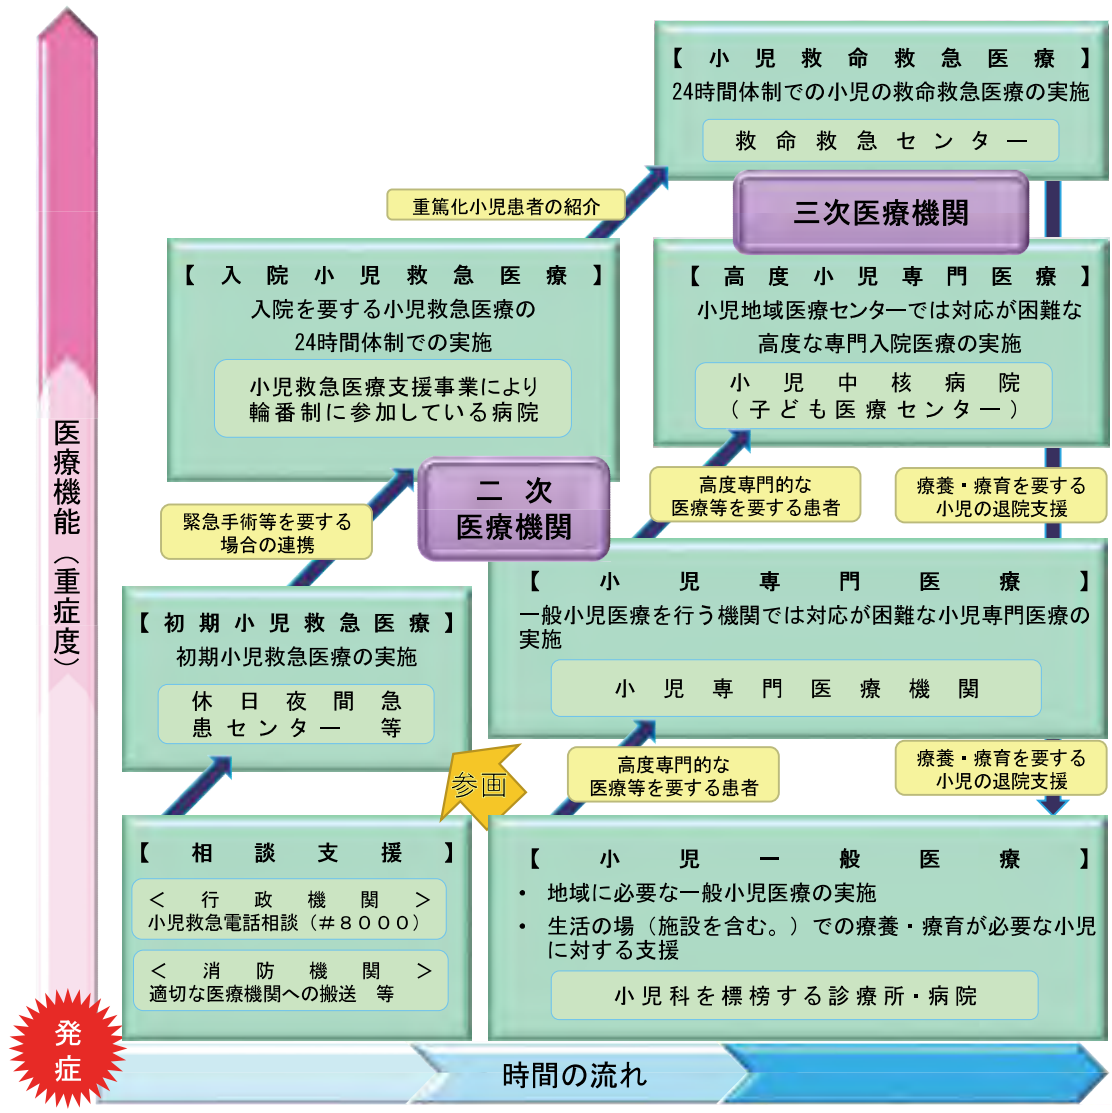 【小児救命救急医療】
24時間体制での小児の救命救急医療の実施
救命救急センター
三次医療機関
重篤化小児患者の紹介
【入院小児救急医療】
入院を要する小児救急医療の
24時間体制での実施
小児救急医療支援事業により
輪番制に参加している病院
【高度小児専門医療】
小児地域医療センターでは対応が困難な
高度な専門入院医療の実施
小児中核病院
(子ども医療センター)
二次
医療機関
緊急手術等を要する
場合の連携
高度専門的な
医療等を要する患者
療養・療育を要する
小児の退院支援
【初期小児救急医療】
初期小児救急医療の実施
休日夜間急
患センター等
【小児専門医療】
一般小児医療を行う機関では対応が困難な小児専門医療の
実施
小児専門医療機関
参画
高度専門的な
医療等を要する患者
療養・療育を要する
小児の退院支援
【相談支援】
<行政機関>
小児救急電話相談(#8000)
<消防機関>
適切な医療機関への搬送 等
【小児一般医療】
・ 地域に必要な一般小児医療の実施
・ 生活の場(施設を含む。)での療養・療育が必要な小児
に対する支援
小児科を標榜する診療所・病院
医療機能(重症度)
発症
時間の流れ